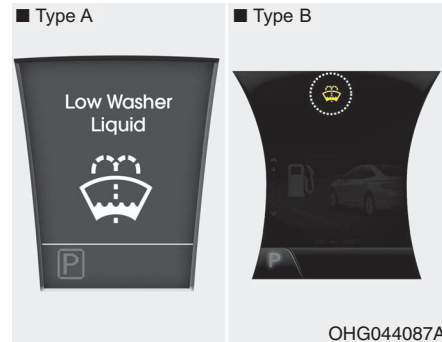 ■ Type A
■ Type B
Low Washer
Liquid
P
P
OHG044087A